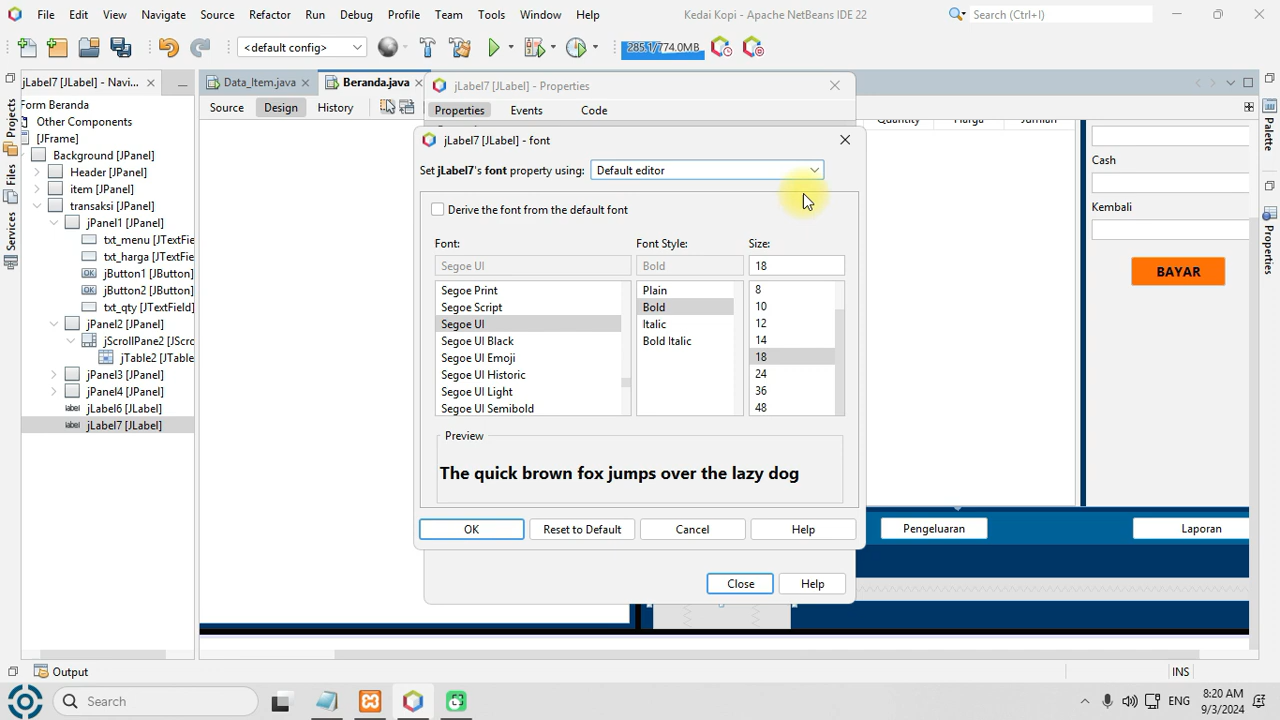 File Edit View Navigate Source Refactor Run Debug Profile Team Tools Window Help
Kedai Kopi - Apache NetBeans IDE 22
Search (Ctrl+I)
<default config>
285.1/774.0MB
jLabel7 [JLabel] - Navi...
Data_Item.java
Beranda.java
jLabel7 [JLabel] - Properties
Source Design History
Properties Events Code
Projects
Files
Services
Palette
Properties
Form Beranda
Other Components
[JFrame]
Background [JPanel]
Header [JPanel]
item [JPanel]
transaksi [JPanel]
jPanel1 [JPanel]
txt_menu [JTextFie
txt_harga [JTextFie
jButton1 [JButton]
jButton2 [JButton]
txt_qty [JTextField]
jPanel2 [JPanel]
jScrollPane2 [JScro
jTable2 [JTable
jPanel3 [JPanel]
jPanel4 [JPanel]
jLabel6 [JLabel]
jLabel7 [JLabel]
Quantity Harga Jumlah
jLabel7 [JLabel] - font
Set jLabel7's font property using: Default editor
Derive the font from the default font
Font: Font Style: Size:
Segoe UI Bold 18
Segoe Print Plain 8
Segoe Script Bold 10
Segoe UI Italic 12
Segoe UI Black Bold Italic 14
Segoe UI Emoji 18
Segoe UI Historic 24
Segoe UI Light 36
Segoe UI Semibold 48
Preview
The quick brown fox jumps over the lazy dog
OK Reset to Default Cancel Help
Close Help
Cash
Kembali
BAYAR
Pengeluaran Laporan
Output
INS
Search
ENG
8:20 AM
9/3/2024